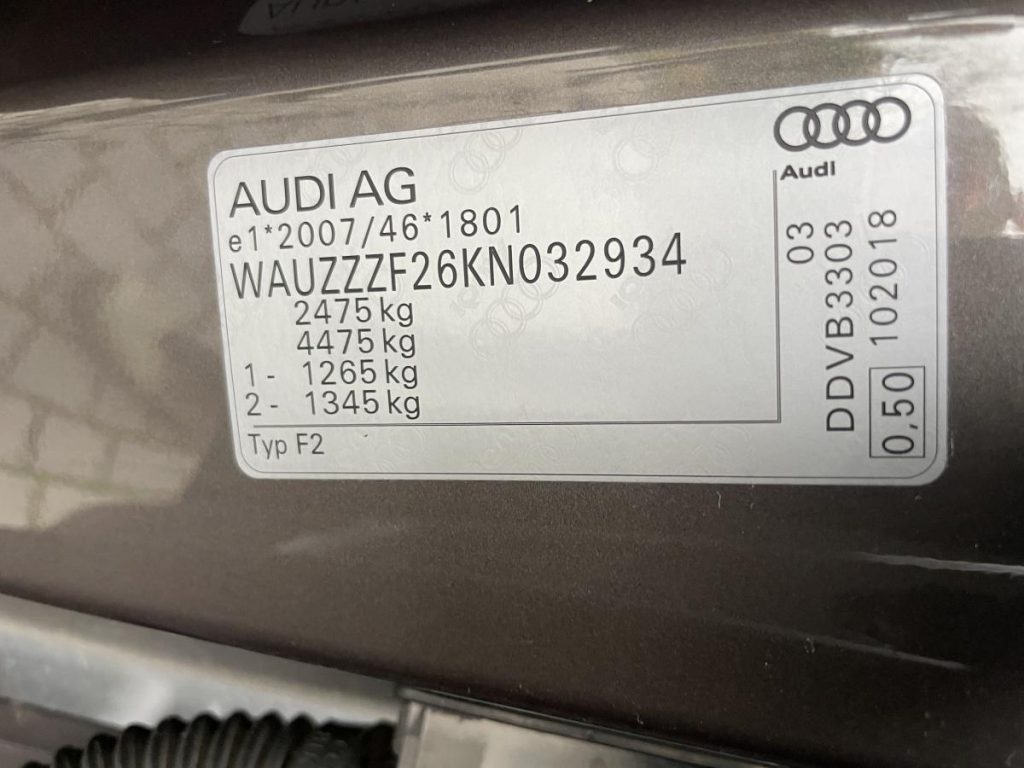 AUDI AG
e1*2007/46*1801
WAUZZZF26KN032934
2475 kg
4475 kg
1 - 1265 kg
2 - 1345 kg
Typ F2
Audi
03
DDVB3303
0,50 102018